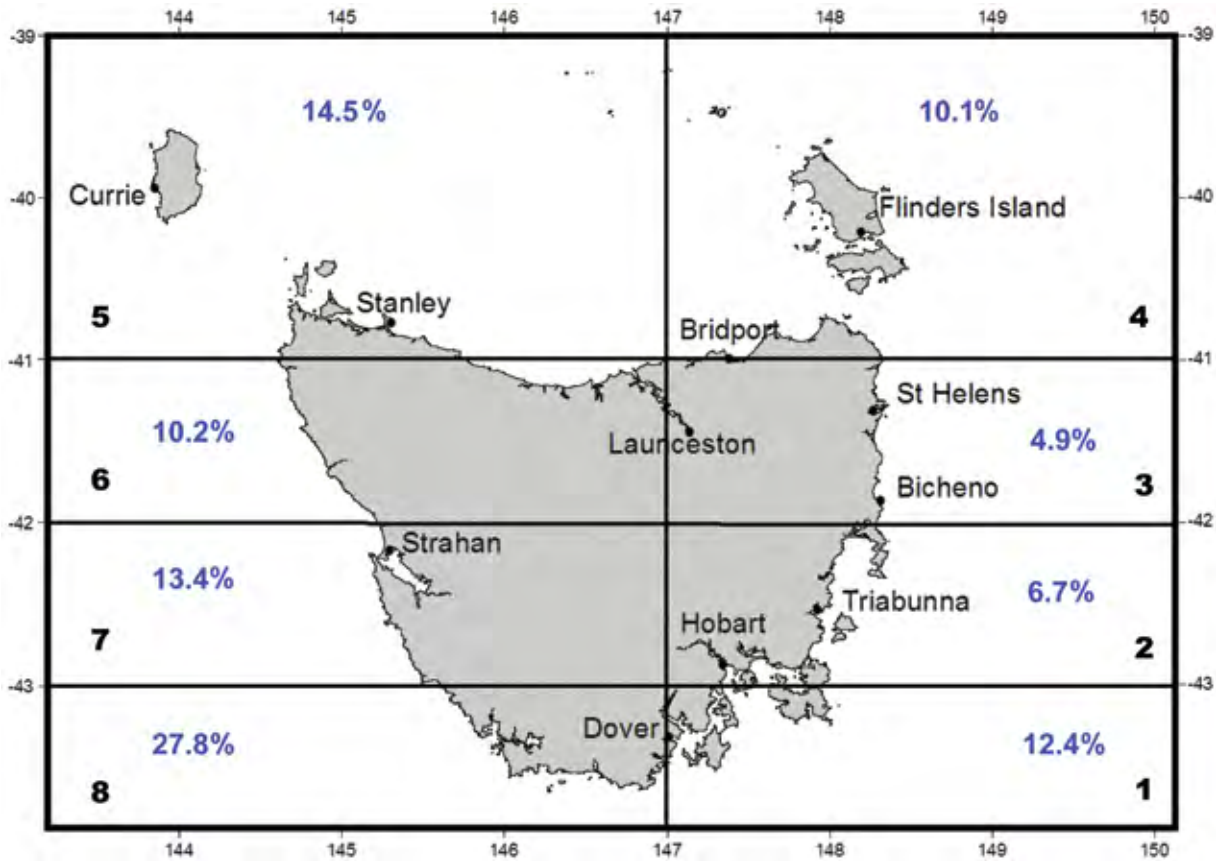 144 145 146 147 148 149 150
-39 -39
14.5% 10.1%
Currie
-40 -40
Flinders Island
Stanley
5 4
Bridport
-41 -41
St Helens
10.2% 4.9%
Launceston
6 3
Bicheno
-42 -42
Strahan
13.4% 6.7%
Triabunna
Hobart
7 2
-43 -43
Dover
27.8% 12.4%
8 1
144 145 146 147 148 149 150